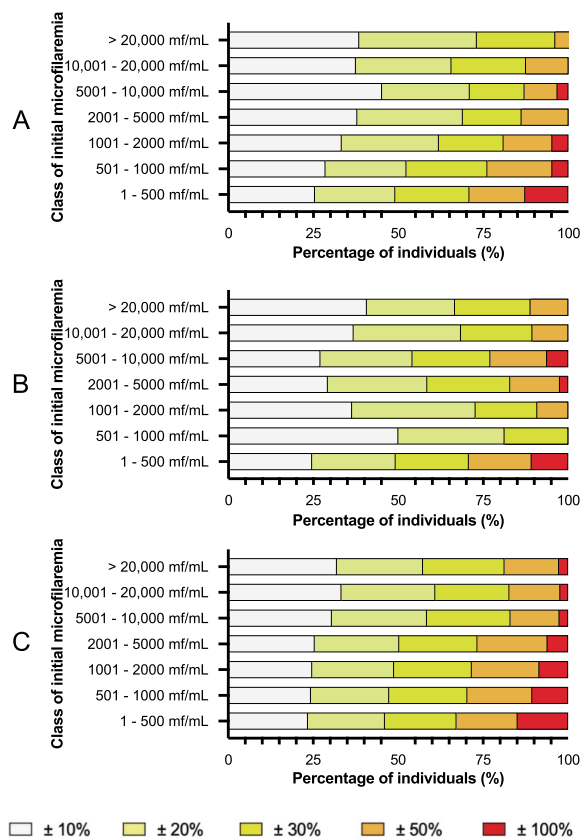 A
Class of initial microfilaremia
> 20,000 mf/mL
10,001 - 20,000 mf/mL
5001 - 10,000 mf/mL
2001 - 5000 mf/mL
1001 - 2000 mf/mL
501 - 1000 mf/mL
1 - 500 mf/mL
0 25 50 75 100
Percentage of individuals (%)
B
Class of initial microfilaremia
> 20,000 mf/mL
10,001 - 20,000 mf/mL
5001 - 10,000 mf/mL
2001 - 5000 mf/mL
1001 - 2000 mf/mL
501 - 1000 mf/mL
1 - 500 mf/mL
0 25 50 75 100
Percentage of individuals (%)
C
Class of initial microfilaremia
> 20,000 mf/mL
10,001 - 20,000 mf/mL
5001 - 10,000 mf/mL
2001 - 5000 mf/mL
1001 - 2000 mf/mL
501 - 1000 mf/mL
1 - 500 mf/mL
0 25 50 75 100
Percentage of individuals (%)
± 10% ± 20% ± 30% ± 50% ± 100%